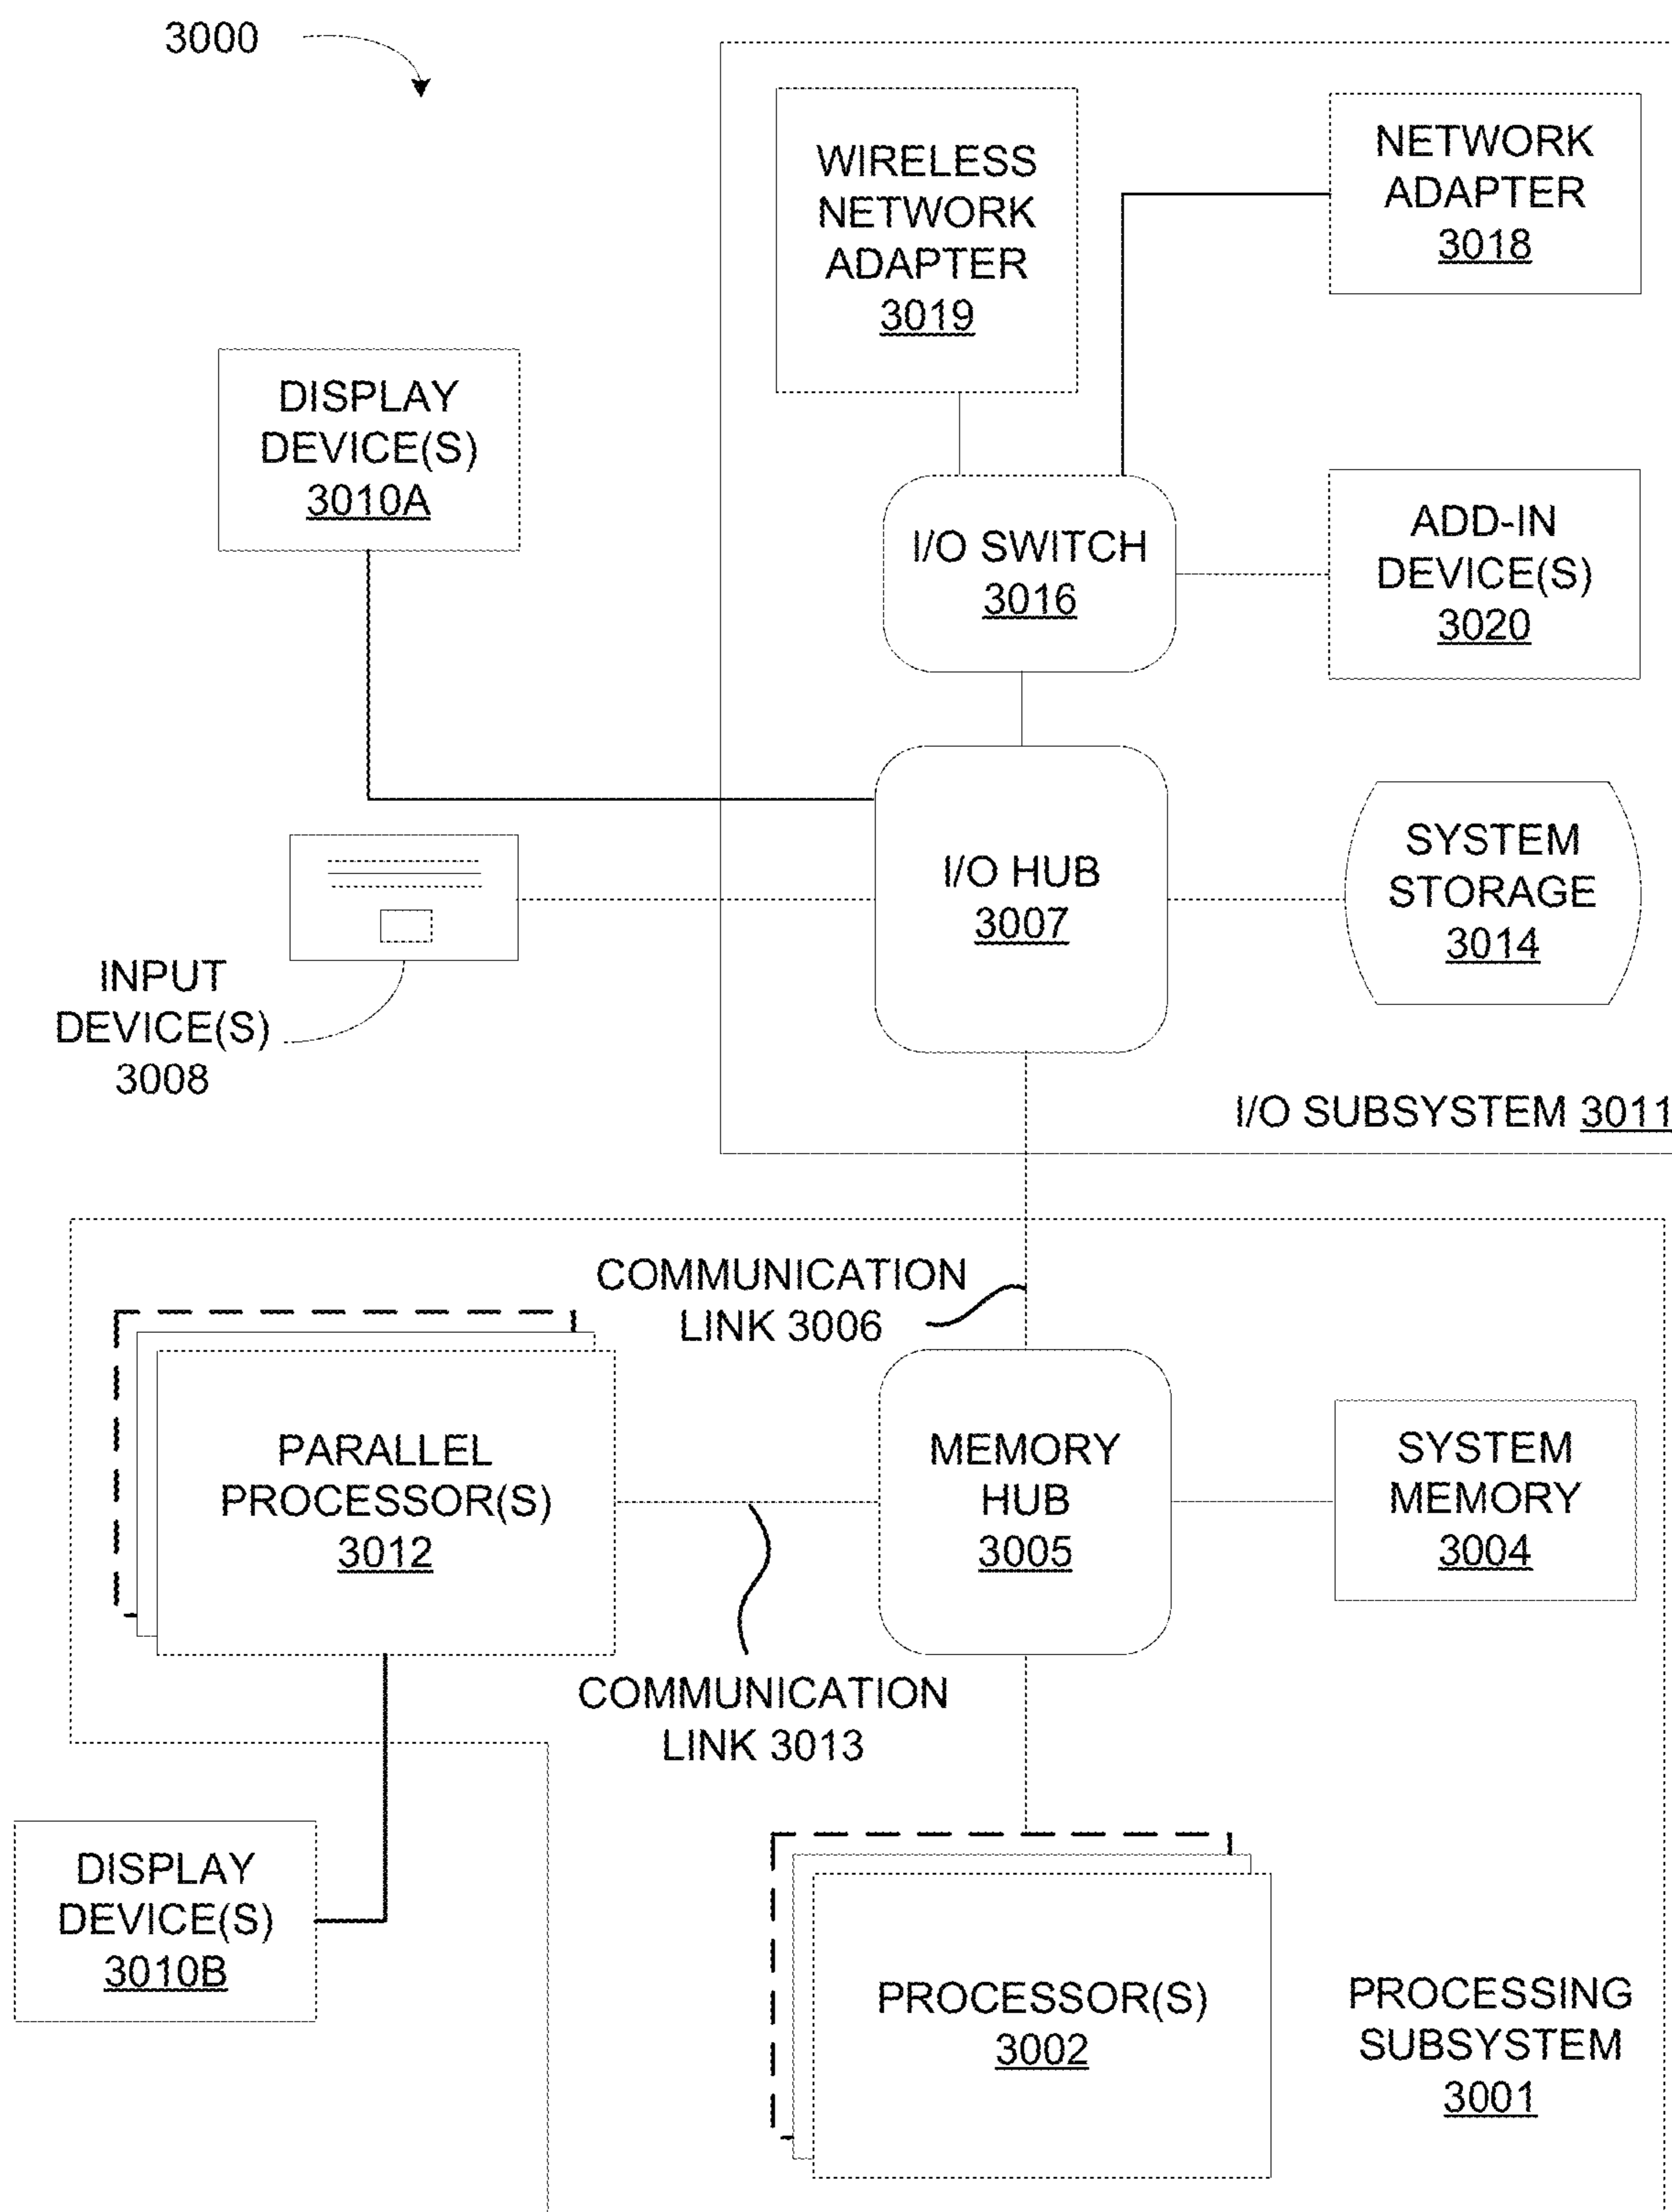 3000
WIRELESS
NETWORK
ADAPTER
3019
NETWORK
ADAPTER
3018
DISPLAY
DEVICE(S)
3010A
I/O SWITCH
3016
ADD-IN
DEVICE(S)
3020
I/O HUB
3007
SYSTEM
STORAGE
3014
INPUT
DEVICE(S)
3008
I/O SUBSYSTEM 3011
COMMUNICATION
LINK 3006
PARALLEL
PROCESSOR(S)
3012
MEMORY
HUB
3005
SYSTEM
MEMORY
3004
COMMUNICATION
LINK 3013
DISPLAY
DEVICE(S)
3010B
PROCESSOR(S)
3002
PROCESSING
SUBSYSTEM
3001